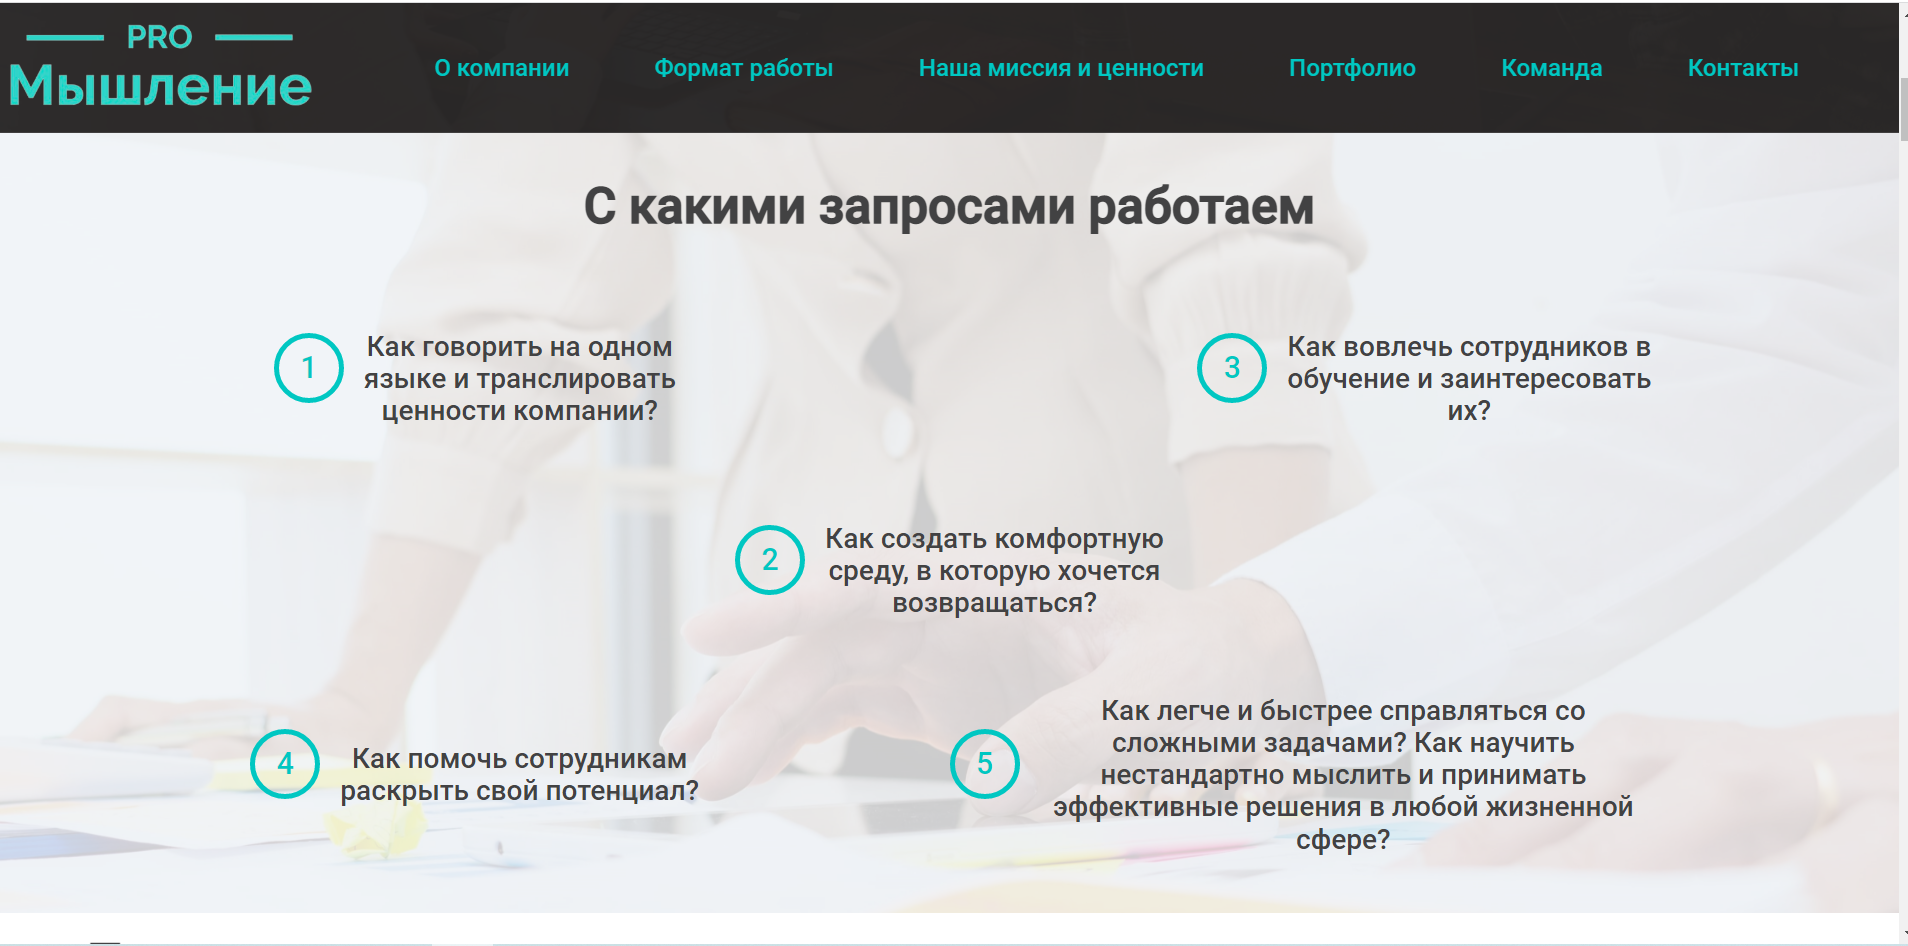 PRO
Мышление
О компании
Формат работы
Наша миссия и ценности
Портфолио
Команда
Контакты
С какими запросами работаем
1
Как говорить на одном
языке и транслировать
ценности компании?
2
Как создать комфортную
среду, в которую хочется
возвращаться?
3
Как вовлечь сотрудников в
обучение и заинтересовать
их?
4
Как помочь сотрудникам
раскрыть свой потенциал?
5
Как легче и быстрее справляться со
сложными задачами? Как научить
нестандартно мыслить и принимать
эффективные решения в любой жизненной
сфере?